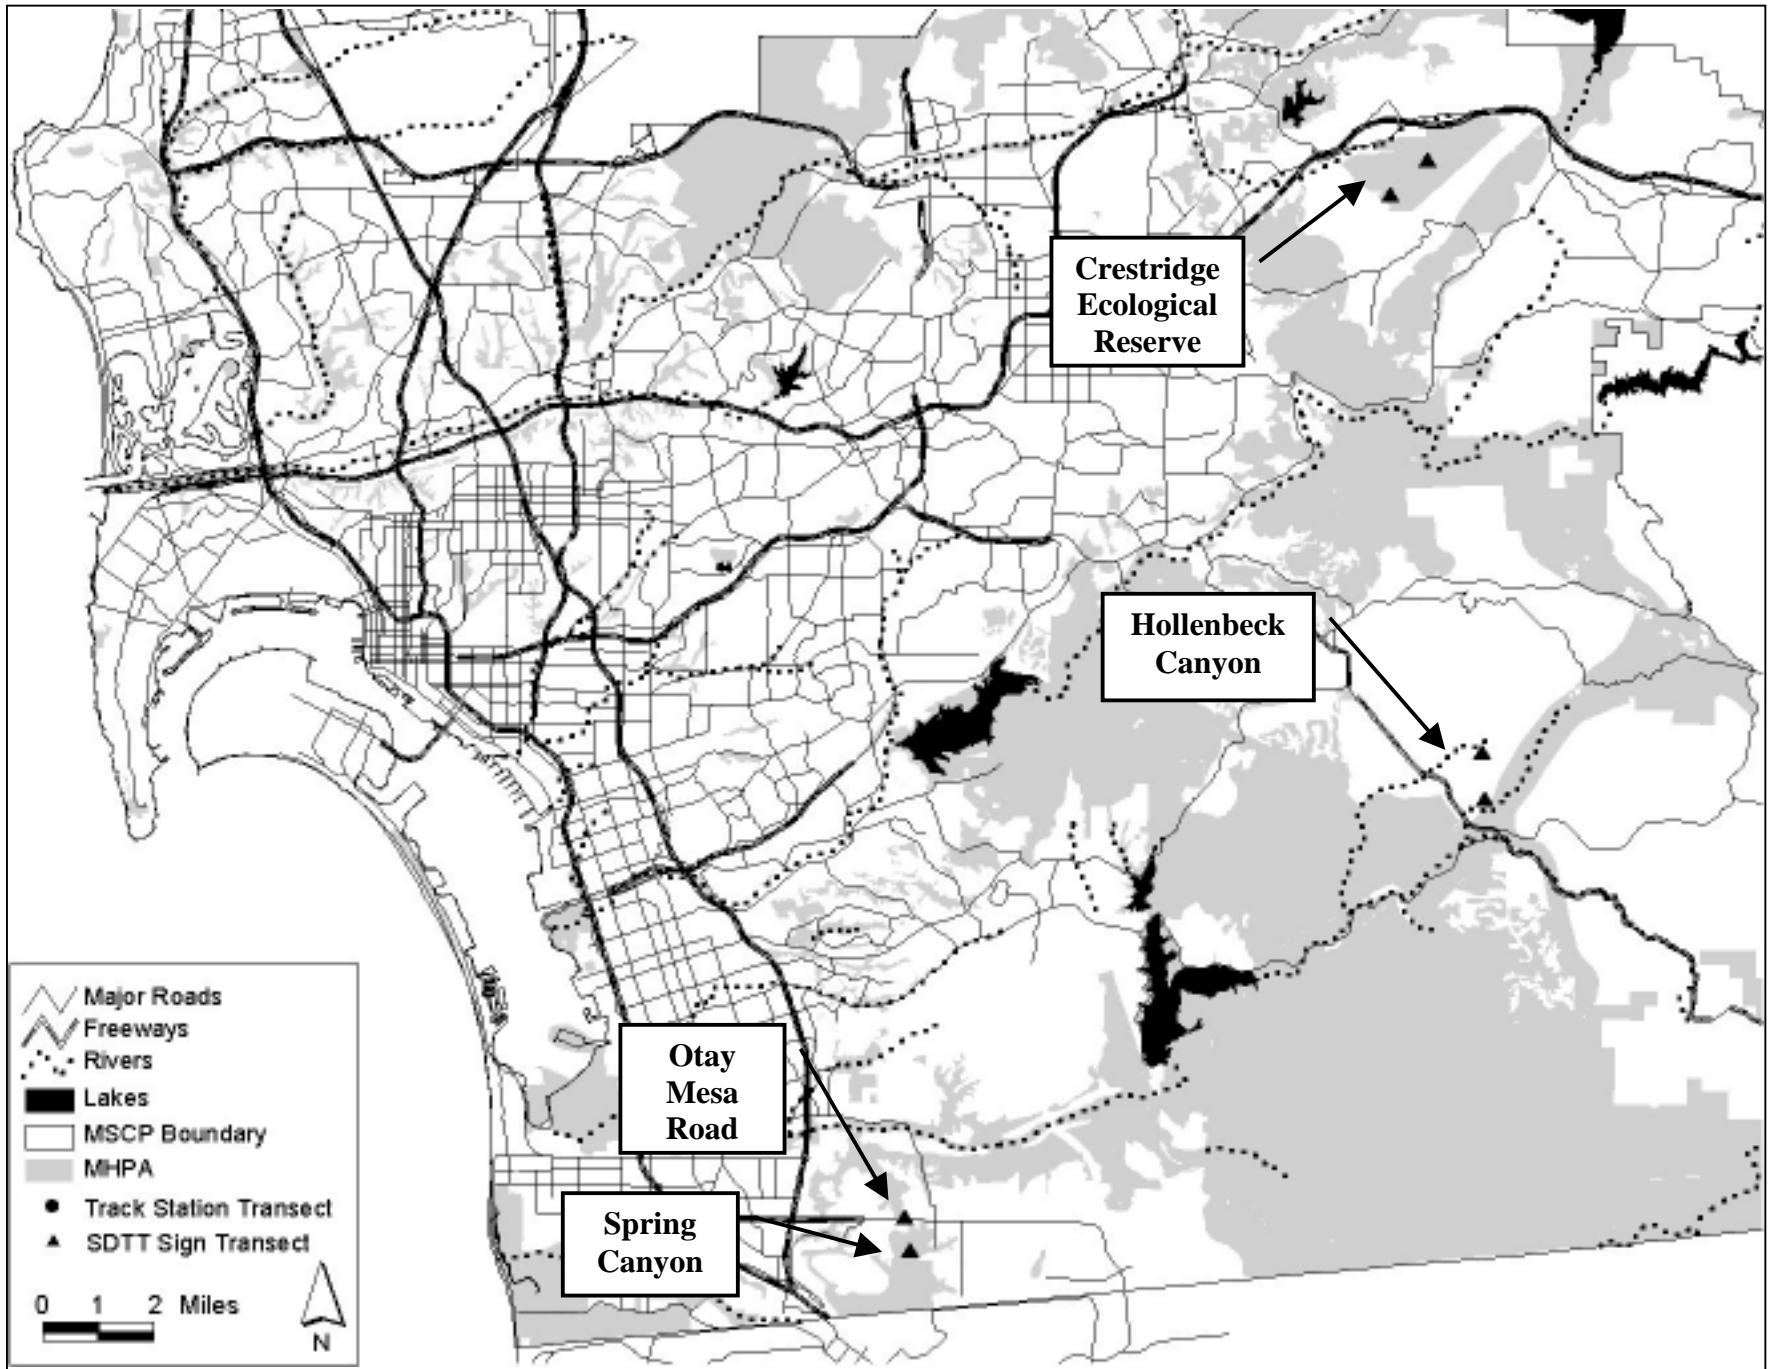 Crestridge
Ecological
Reserve
Hollenbeck
Canyon
Otay
Mesa
Road
Spring
Canyon
Major Roads
Freeways
Rivers
Lakes
MSCP Boundary
MHPA
Track Station Transect
SDTT Sign Transect
0 1 2 Miles
N